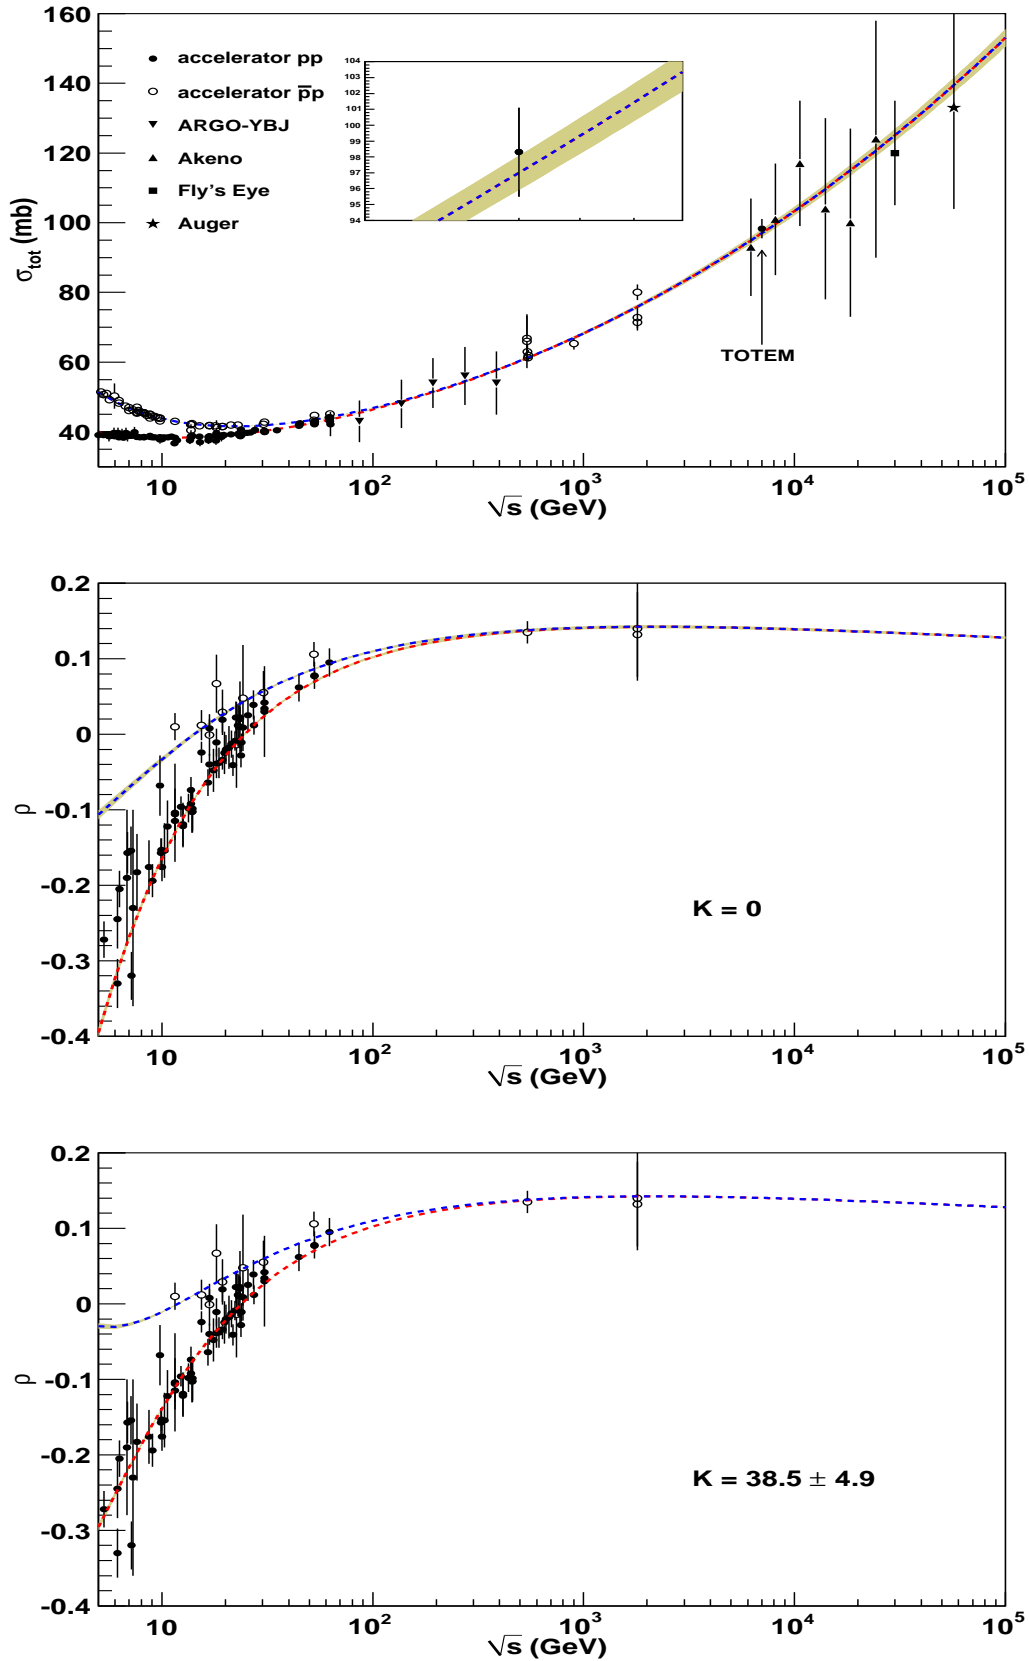 160
140
120
100
80
60
40
σtot (mb)
accelerator pp
accelerator p̅p
ARGO-YBJ
Akeno
Fly's Eye
Auger
104
103
102
101
100
99
98
97
96
95
94
TOTEM
10 10² 10³ 10⁴ 10⁵
√s (GeV)
0.2
0.1
0
-0.1
-0.2
-0.3
-0.4
ρ
K = 0
10 10² 10³ 10⁴ 10⁵
√s (GeV)
0.2
0.1
0
-0.1
-0.2
-0.3
-0.4
ρ
K = 38.5 ± 4.9
10 10² 10³ 10⁴ 10⁵
√s (GeV)